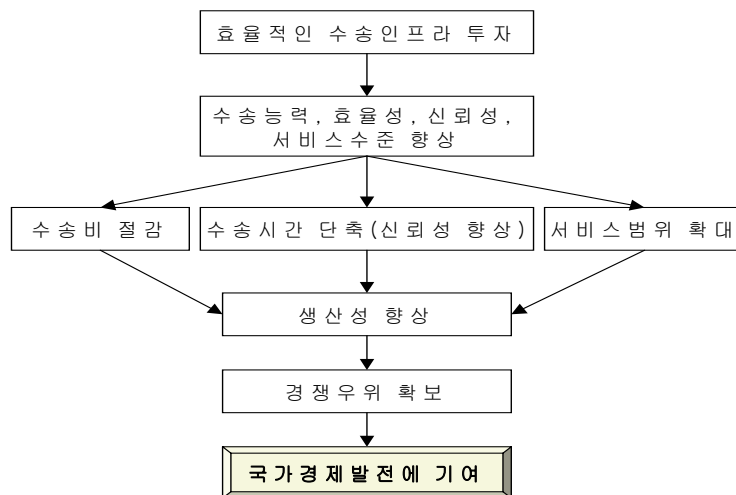 효율적인 수송인프라 투자
수송능력, 효율성, 신뢰성,
서비스수준 향상
수송비 절감
수송시간 단축(신뢰성 향상)
서비스범위 확대
생산성 향상
경쟁우위 확보
국가경제발전에 기여